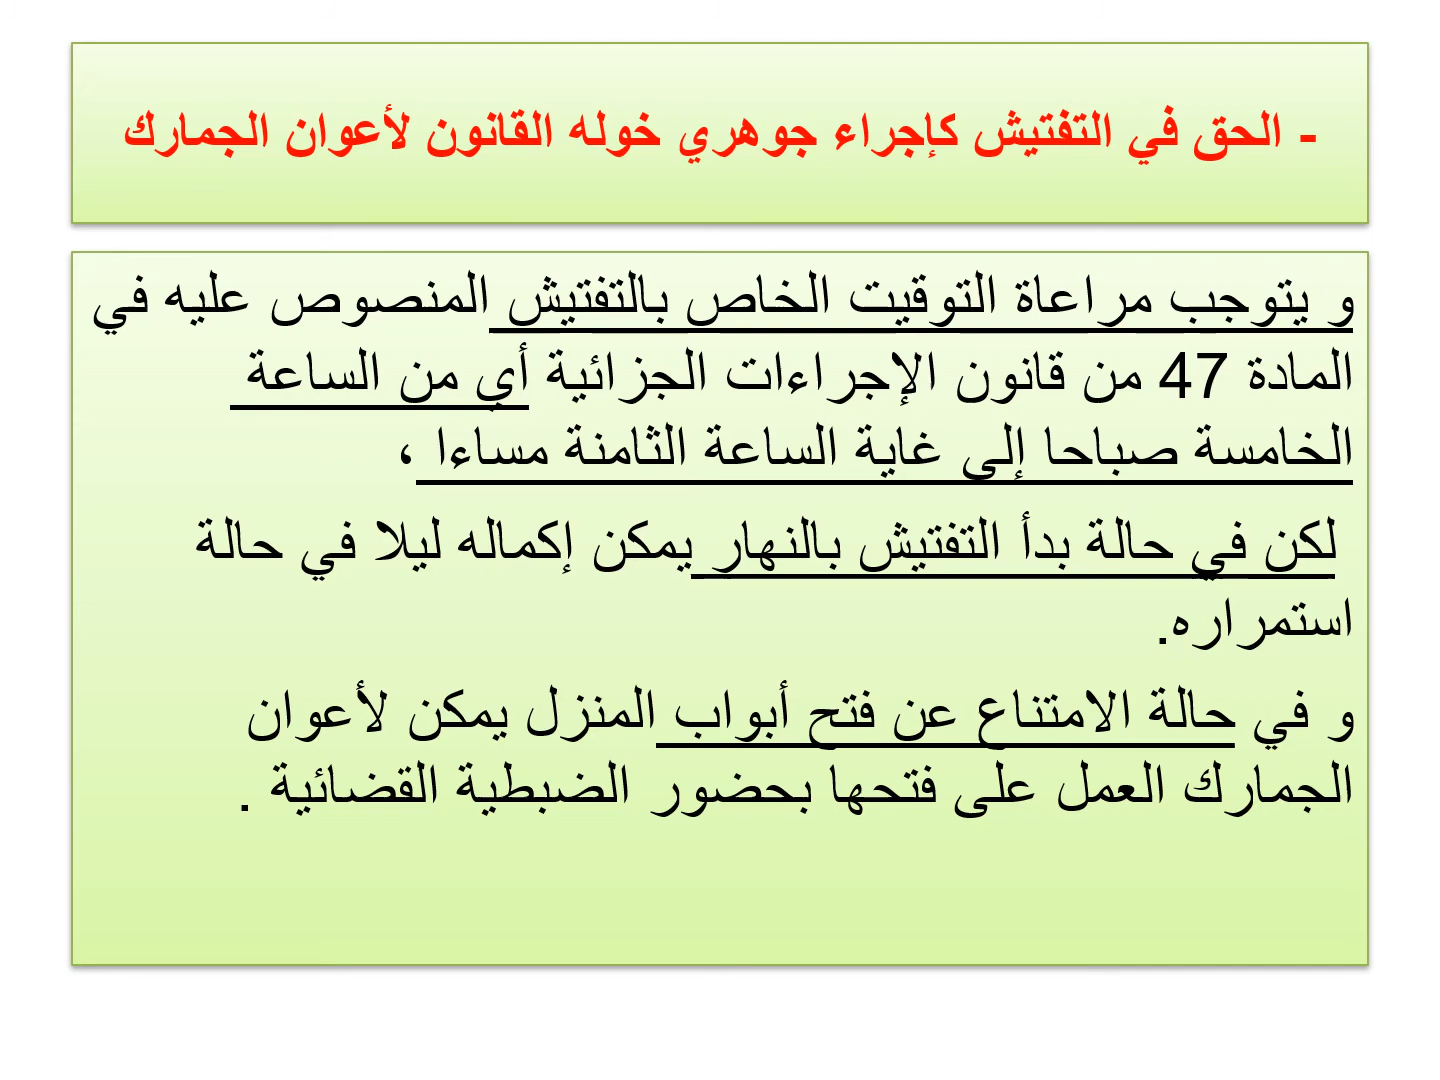 - الحق في التفتيش كإجراء جوهري خوله القانون لأعوان الجمارك
و يتوجب مراعاة التوقيت الخاص بالتفتيش المنصوص عليه في
المادة 47 من قانون الإجراءات الجزائية أي من الساعة
الخامسة صباحا إلى غاية الساعة الثامنة مساءا ،
لكن في حالة بدأ التفتيش بالنهار يمكن إكماله ليلا في حالة
استمراره.
و في حالة الامتناع عن فتح أبواب المنزل يمكن لأعوان
الجمارك العمل على فتحها بحضور الضبطية القضائية .